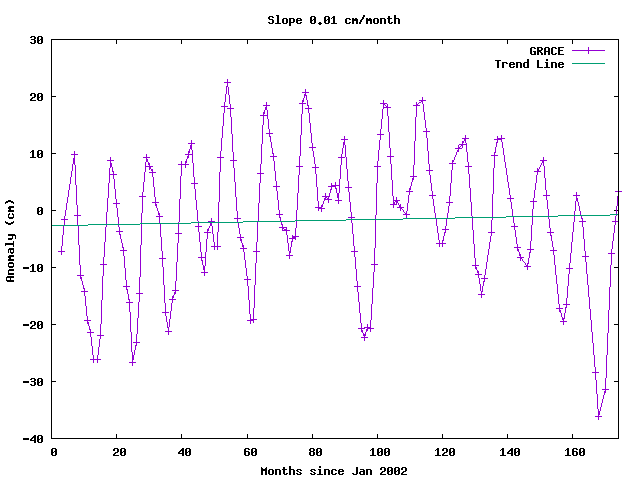 Slope 0.01 cm/month
30
20
10
0
-10
-20
-30
-40
Anomaly (cm)
GRACE
Trend Line
0 20 40 60 80 100 120 140 160
Months since Jan 2002